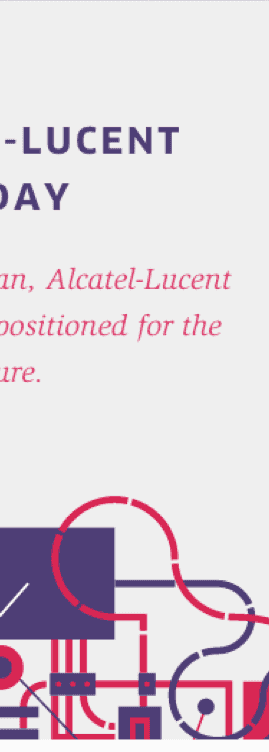 -LUCENT
DAY
an, Alcatel-Lucent
positioned for the
ure.